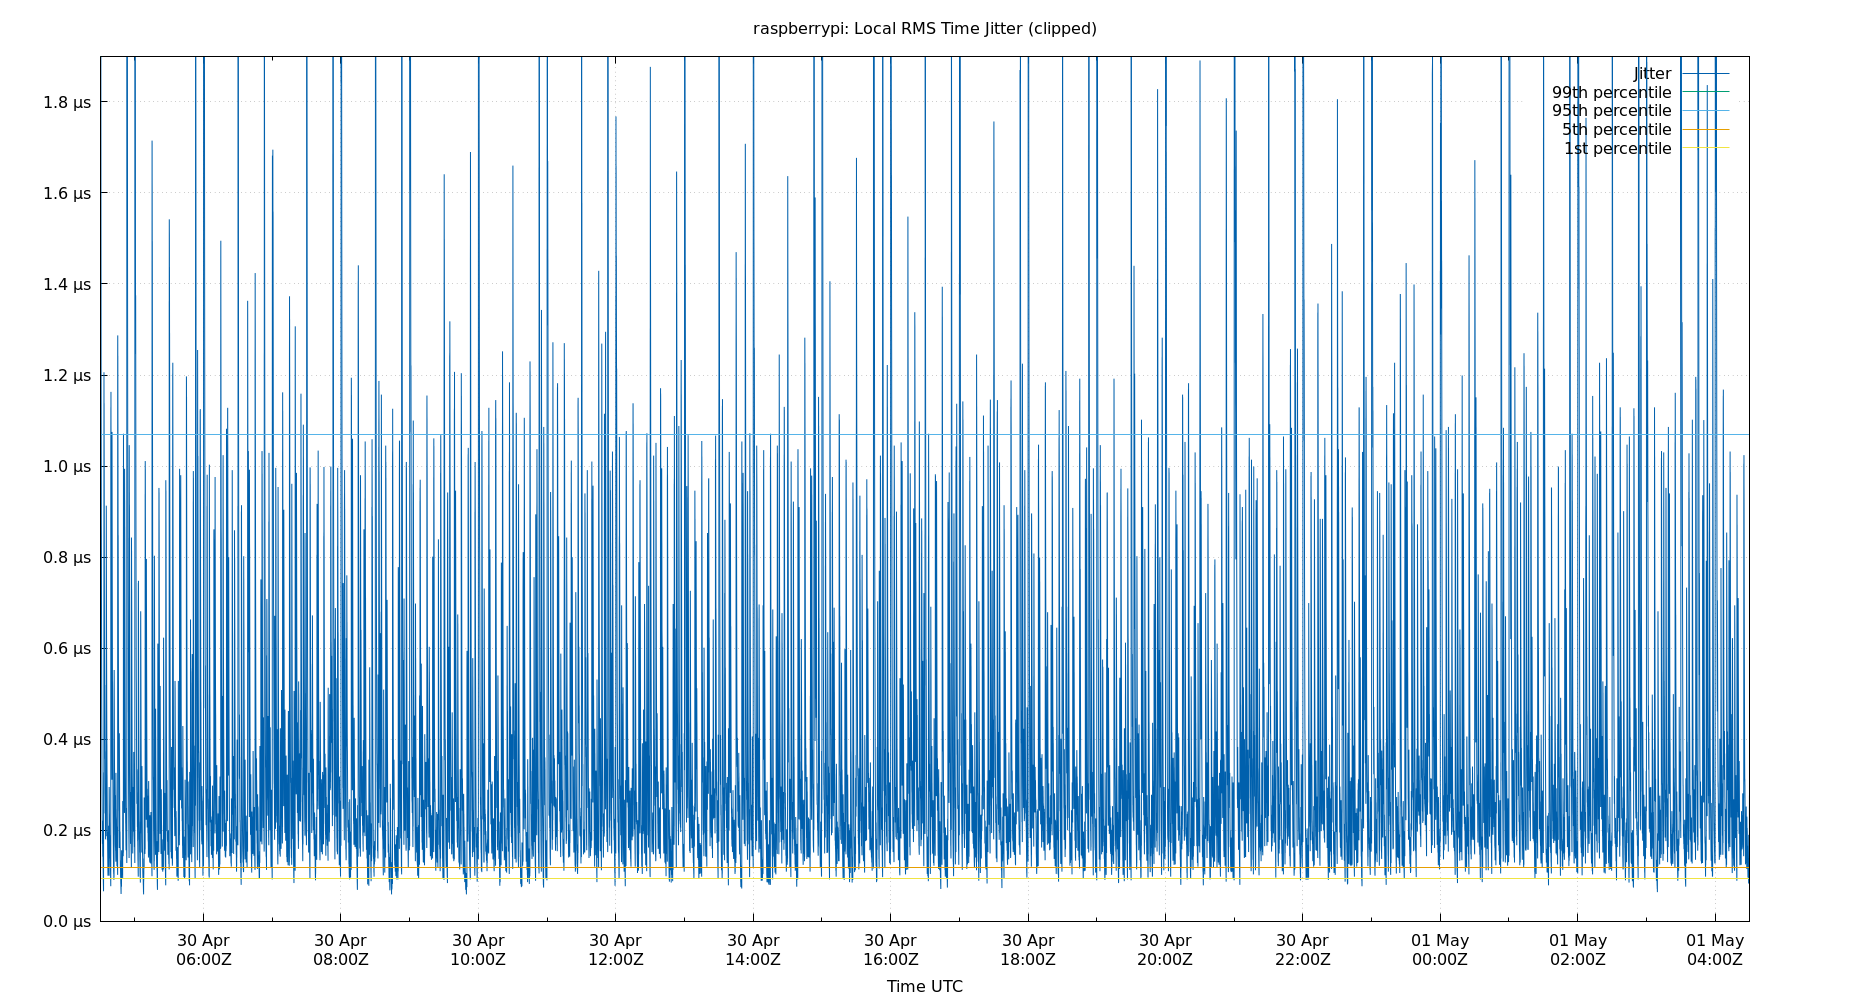 raspberrypi: Local RMS Time Jitter (clipped)
Jitter
99th percentile
95th percentile
5th percentile
1st percentile
1.8 µs
1.6 µs
1.4 µs
1.2 µs
1.0 µs
0.8 µs
0.6 µs
0.4 µs
0.2 µs
0.0 µs
30 Apr 30 Apr 30 Apr 30 Apr 30 Apr 30 Apr 30 Apr 30 Apr 30 Apr 01 May 01 May 01 May
06:00Z 08:00Z 10:00Z 12:00Z 14:00Z 16:00Z 18:00Z 20:00Z 22:00Z 00:00Z 02:00Z 04:00Z
Time UTC